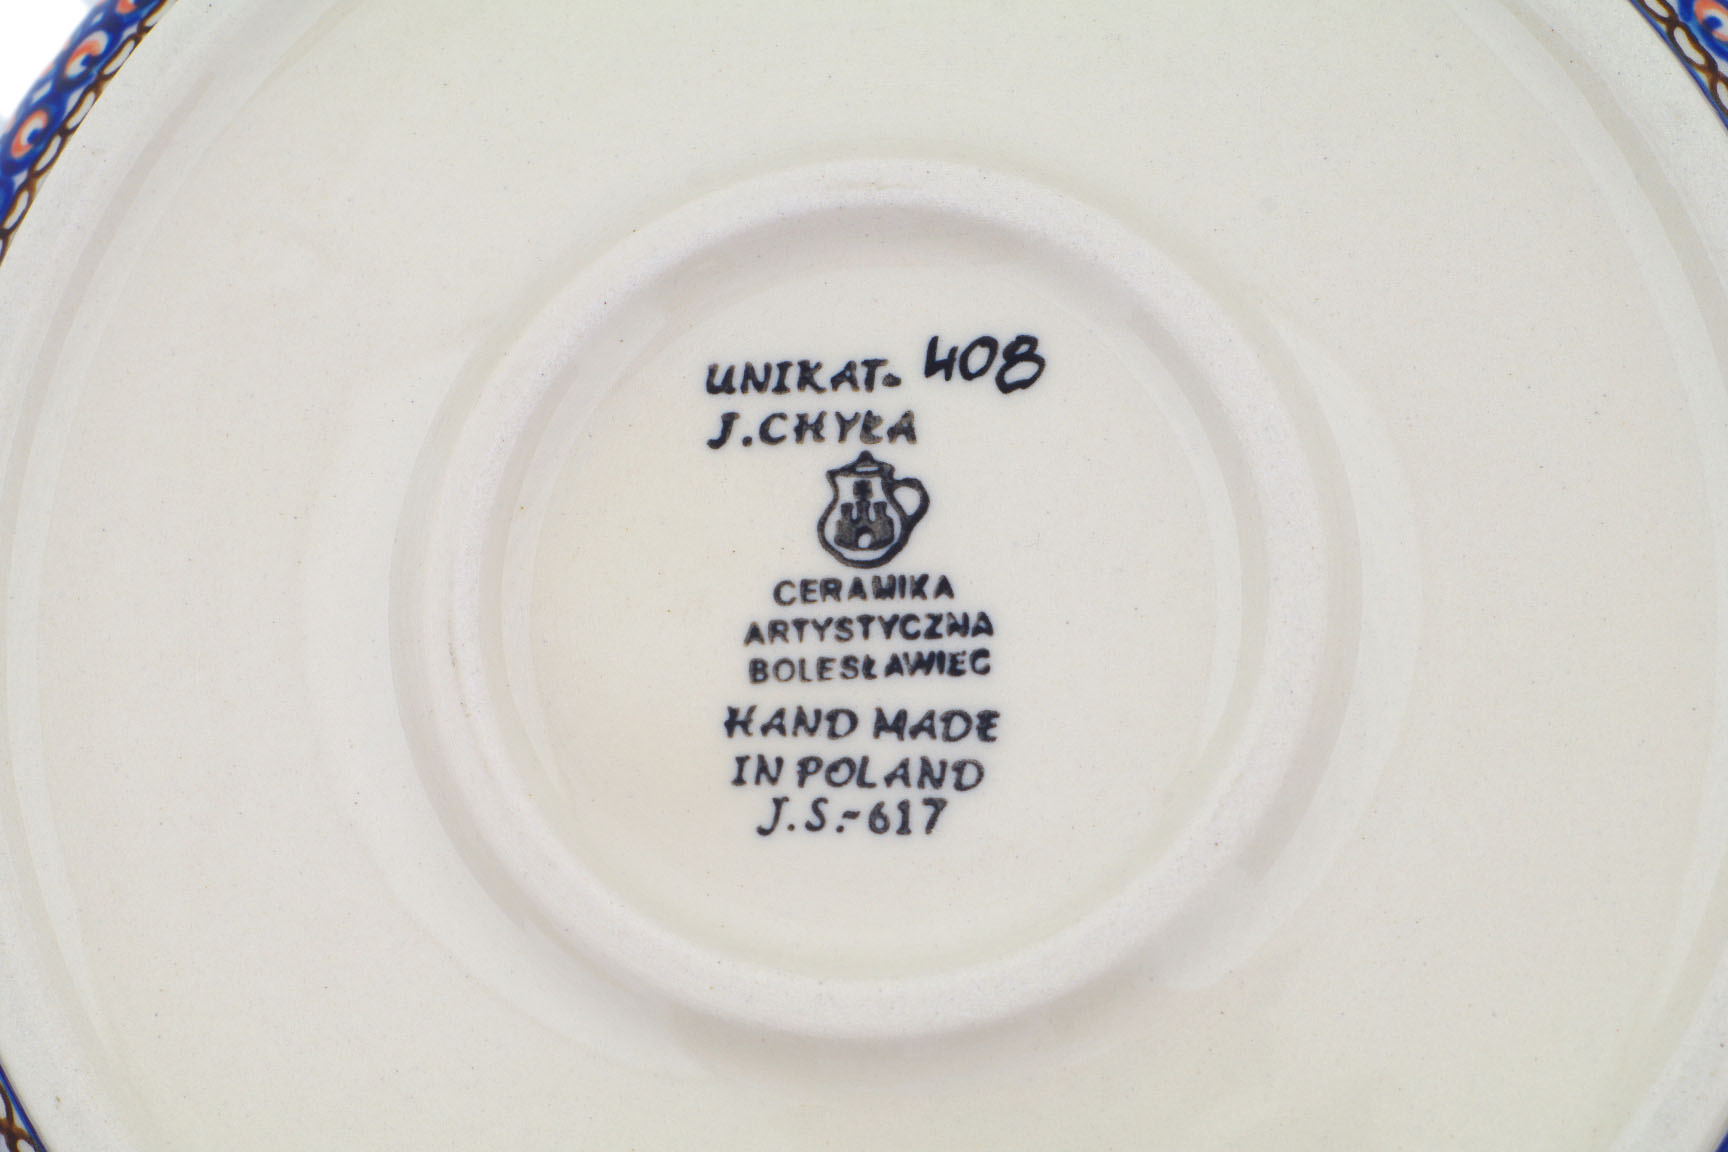 UNIKAT. 408
J. CHYŁA
CERAMIKA
ARTYSTYCZNA
BOLESŁAWIEC
HAND MADE
IN POLAND
J.S.-617